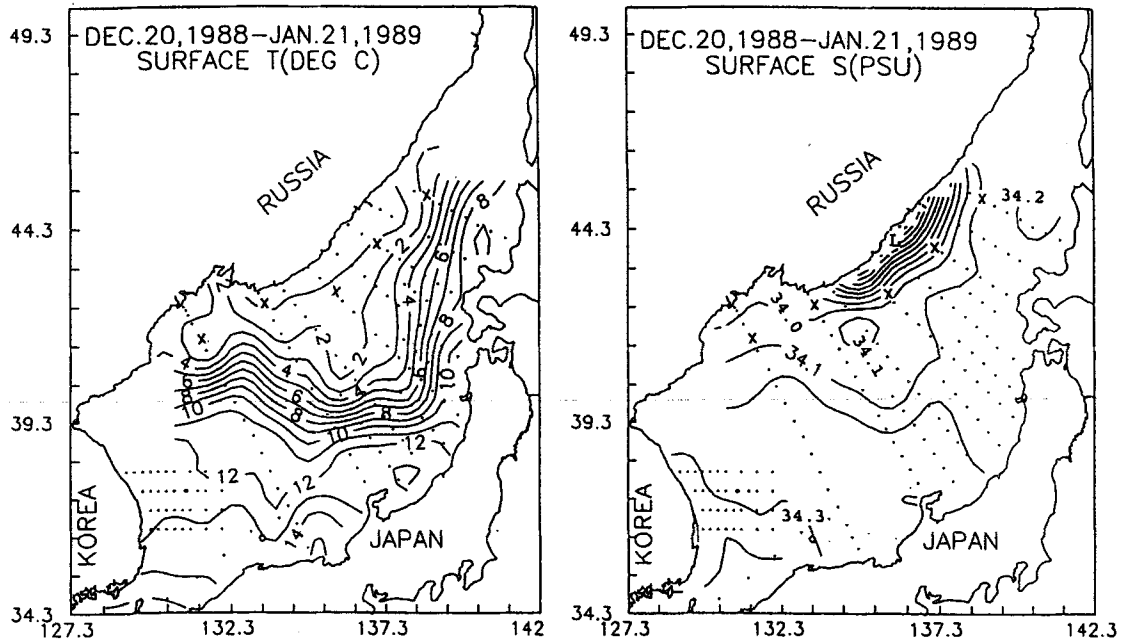 DEC.20,1988-JAN.21,1989
SURFACE T(DEG C)
RUSSIA
KOREA
JAPAN
49.3
44.3
39.3
34.3
127.3
132.3
137.3
142
8
2
6
4
2
2
8
4
4
6
6
8
8
10
10
10
12
12
12
14
x
x
x
x
x
DEC.20,1988-JAN.21,1989
SURFACE S(PSU)
RUSSIA
KOREA
JAPAN
49.3
44.3
39.3
34.3
127.3
132.3
137.3
142.3
34.2
L
34.0
34.1
34.1
34.3
x
x
x
x
x
x